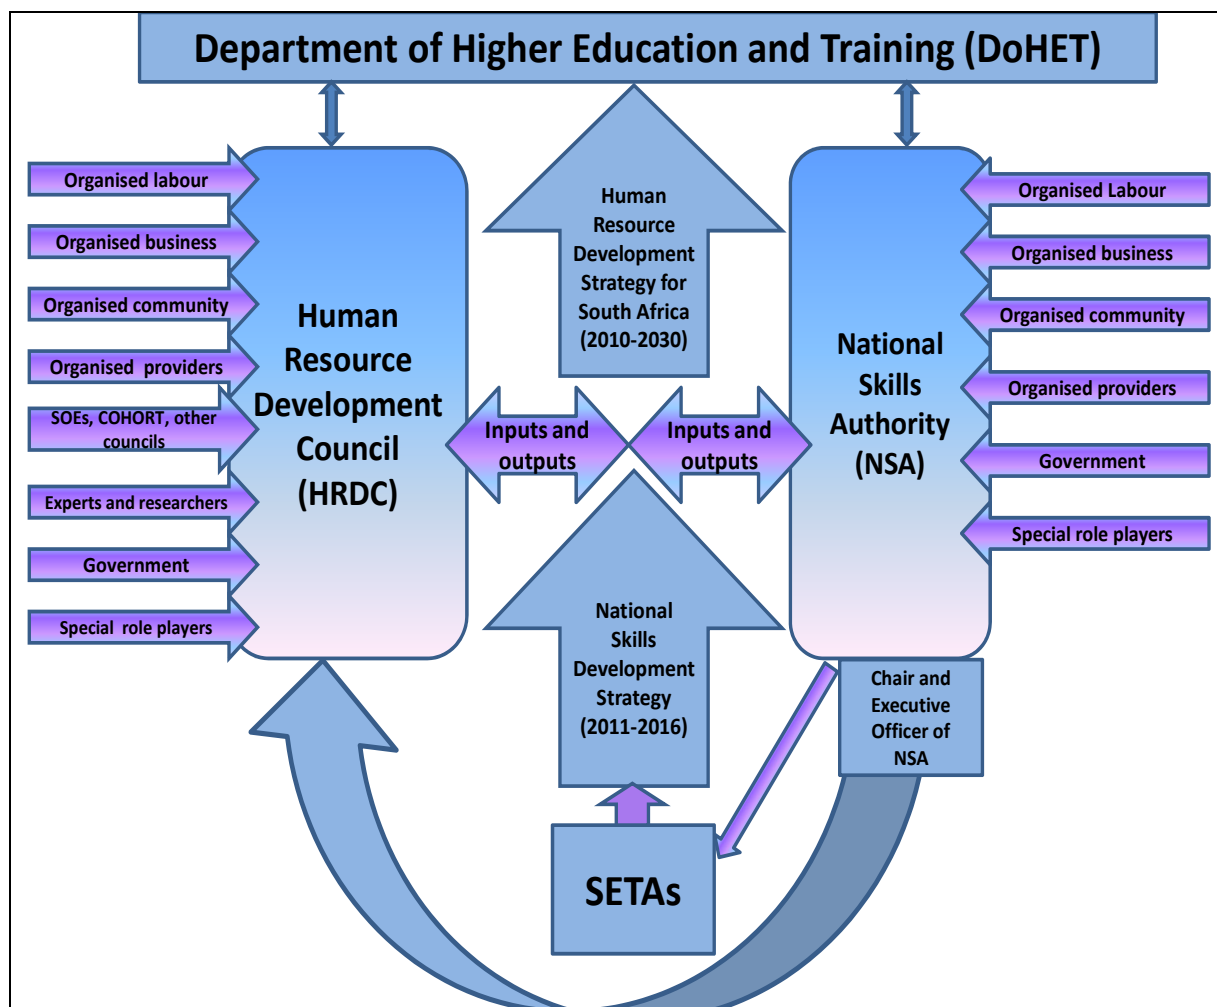 Department of Higher Education and Training (DoHET)
Organised labour
Organised business
Organised community
Organised providers
SOEs, COHORT, other
councils
Experts and researchers
Government
Special role players
Human
Resource
Development
Council
(HRDC)
Human
Resource
Development
Strategy for
South Africa
(2010-2030)
Inputs and
outputs
Inputs and
outputs
National
Skills
Development
Strategy
(2011-2016)
SETAs
National
Skills
Authority
(NSA)
Organised Labour
Organised business
Organised community
Organised providers
Government
Special role players
Chair and
Executive
Officer of
NSA